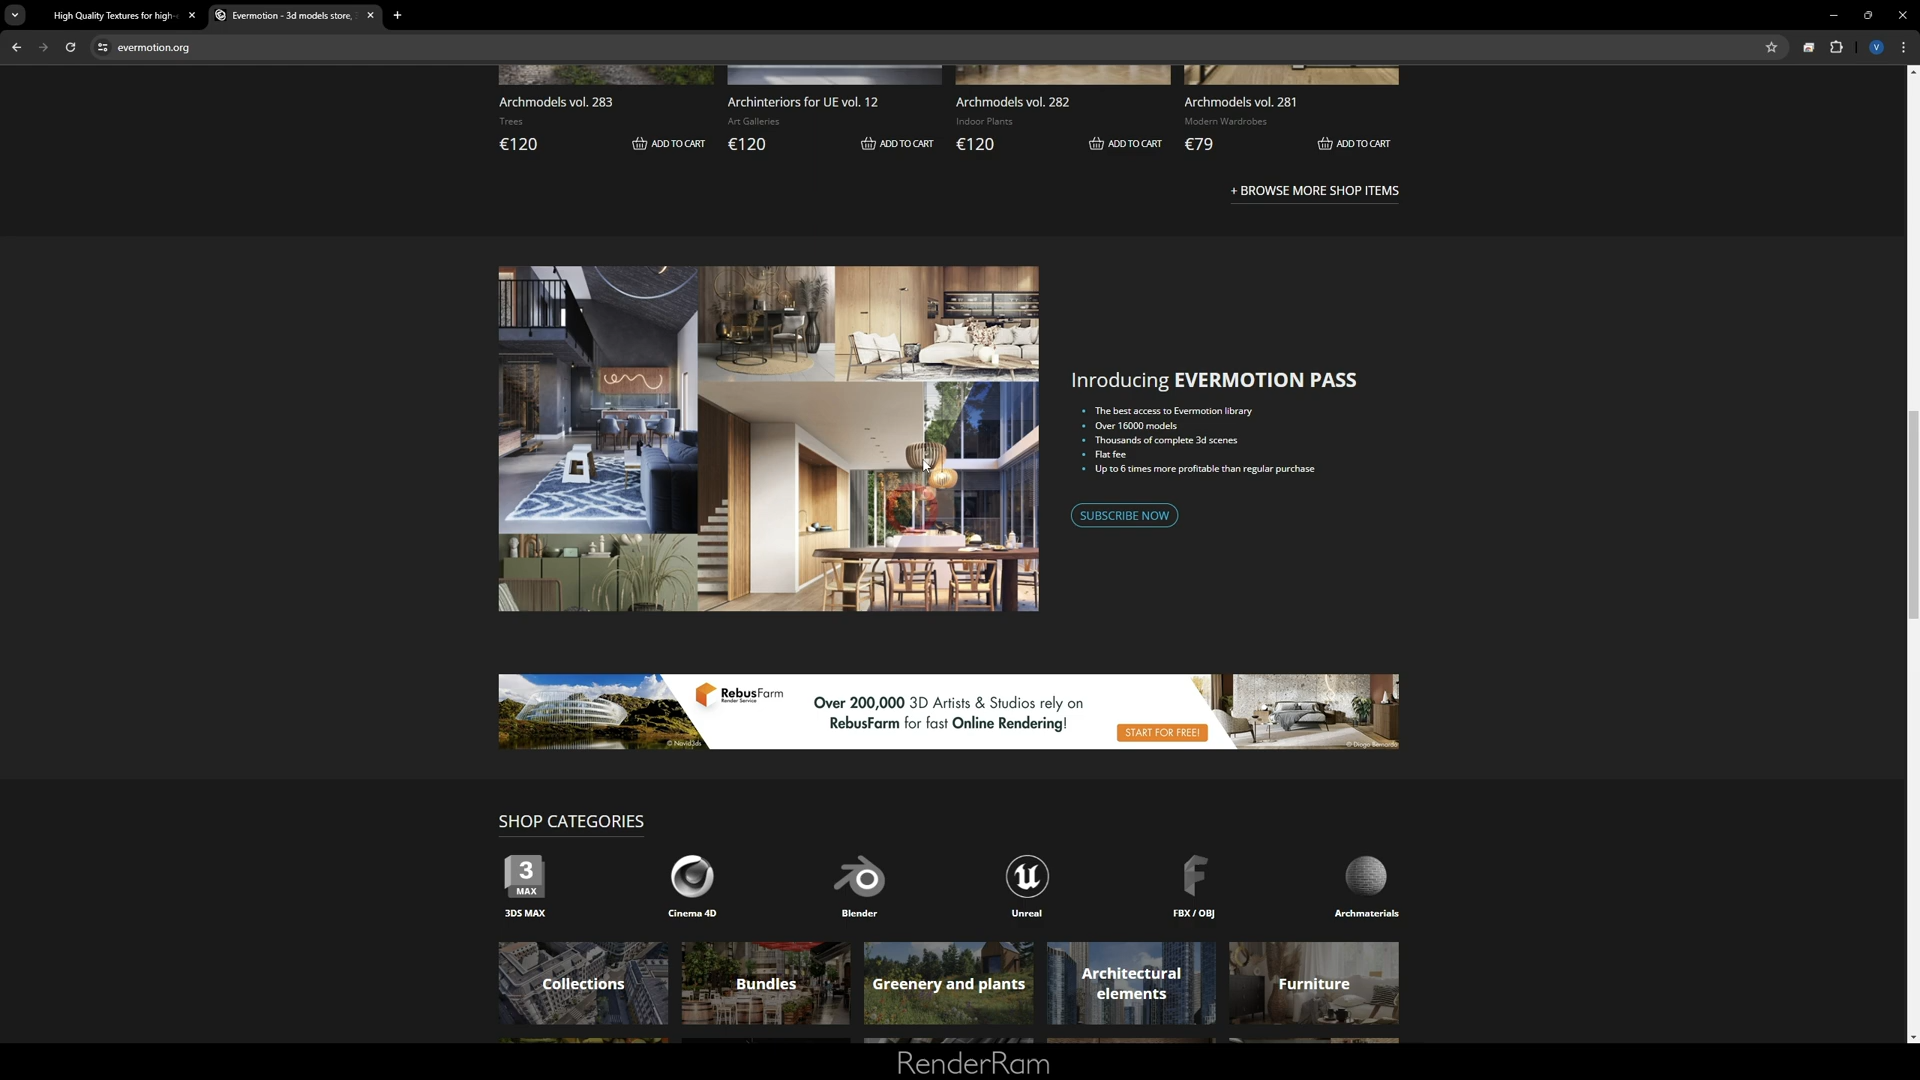 High Quality Textures for high-
Evermotion - 3d models store,
evermotion.org
V
Archmodels vol. 283
Trees
€120
ADD TO CART
Archinteriors for UE vol. 12
Art Galleries
€120
ADD TO CART
Archmodels vol. 282
Indoor Plants
€120
ADD TO CART
Archmodels vol. 281
Modern Wardrobes
€79
ADD TO CART
+ BROWSE MORE SHOP ITEMS
Inroducing EVERMOTION PASS
The best access to Evermotion library
Over 16000 models
Thousands of complete 3d scenes
Flat fee
Up to 6 times more profitable than regular purchase
SUBSCRIBE NOW
RebusFarm
Render Service
Over 200,000 3D Artists & Studios rely on
RebusFarm for fast Online Rendering!
START FOR FREE!
© Navid3ds
© Diogo Bernardo
SHOP CATEGORIES
3
MAX
3DS MAX
Cinema 4D
Blender
Unreal
FBX / OBJ
Archmaterials
Collections
Bundles
Greenery and plants
Architectural
elements
Furniture
RenderRam